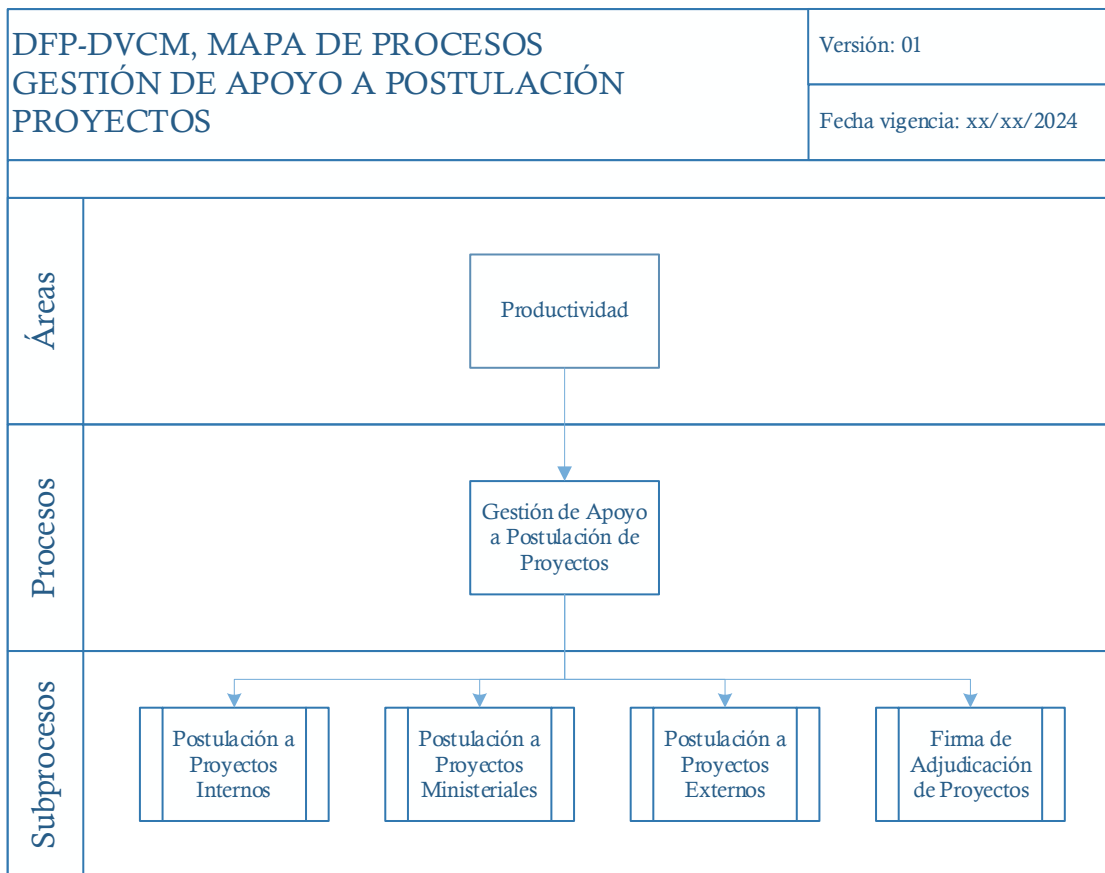 DFP-DVCM, MAPA DE PROCESOS
GESTIÓN DE APOYO A POSTULACIÓN
PROYECTOS
Versión: 01
Fecha vigencia: xx/xx/2024
Áreas
Productividad
Procesos
Gestión de Apoyo
a Postulación de
Proyectos
Subprocesos
Postulación a
Proyectos
Internos
Postulación a
Proyectos
Ministeriales
Postulación a
Proyectos
Externos
Firma de
Adjudicación
de Proyectos